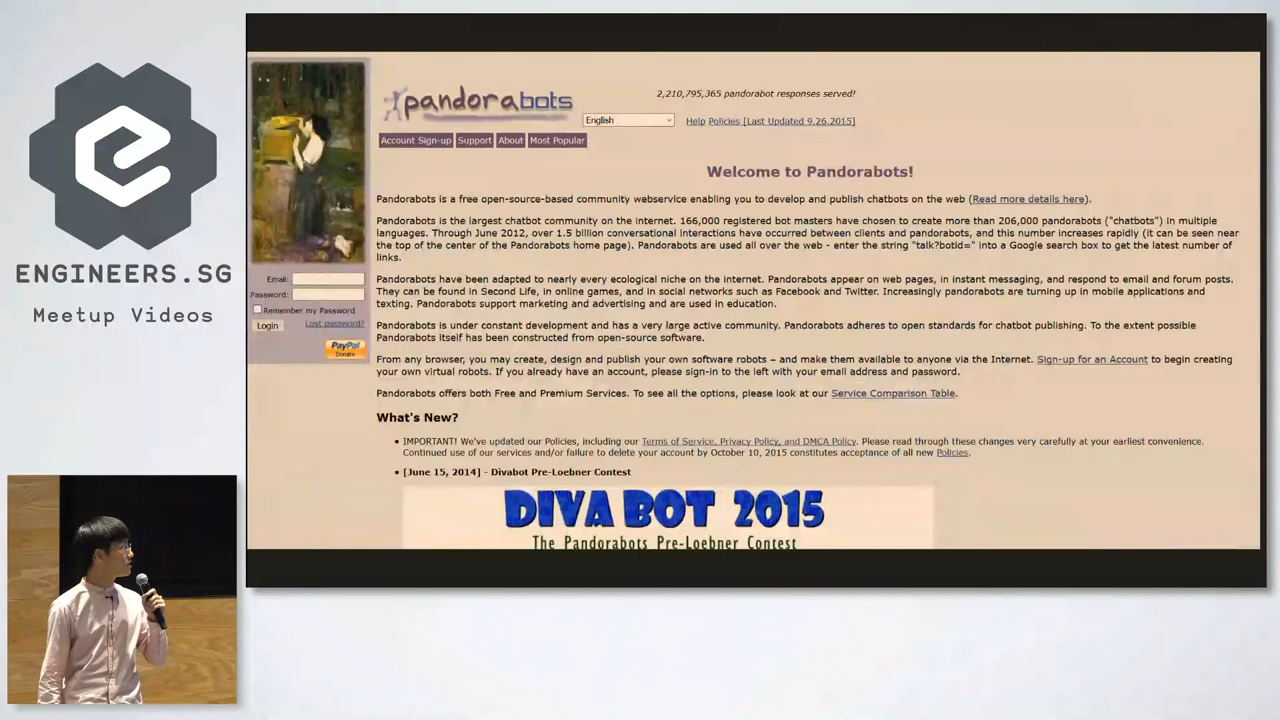 ENGINEERS.SG
Meetup Videos
pandorabots
2,210,795,365 pandorabot responses served!
English
Help Policies [Last Updated 9.26.2015]
Account Sign-up Support About Most Popular
Welcome to Pandorabots!
Pandorabots is a free open-source-based community webservice enabling you to develop and publish chatbots on the web (Read more details here).
Pandorabots is the largest chatbot community on the internet. 166,000 registered bot masters have chosen to create more than 206,000 pandorabots ("chatbots") in multiple
languages. Through June 2012, over 1.5 billion conversational interactions have occurred between clients and pandorabots, and this number increases rapidly (it can be seen near
the top of the center of the Pandorabots home page). Pandorabots are used all over the web - enter the string "talk?botid=" into a Google search box to get the latest number of
links.
Pandorabots have been adapted to nearly every ecological niche on the internet. Pandorabots appear on web pages, in instant messaging, and respond to email and forum posts.
They can be found in Second Life, in online games, and in social networks such as Facebook and Twitter. Increasingly pandorabots are turning up in mobile applications and
texting. Pandorabots support marketing and advertising and are used in education.
Pandorabots is under constant development and has a very large active community. Pandorabots adheres to open standards for chatbot publishing. To the extent possible
Pandorabots itself has been constructed from open-source software.
From any browser, you may create, design and publish your own software robots – and make them available to anyone via the Internet. Sign-up for an Account to begin creating
your own virtual robots. If you already have an account, please sign-in to the left with your email address and password.
Pandorabots offers both Free and Premium Services. To see all the options, please look at our Service Comparison Table.
Email:
Password:
Remember my Password
Login Lost password?
PayPal
Donate
What's New?
• IMPORTANT! We've updated our Policies, including our Terms of Service, Privacy Policy, and DMCA Policy. Please read through these changes very carefully at your earliest convenience.
Continued use of our services and/or failure to delete your account by October 10, 2015 constitutes acceptance of all new Policies.
• [June 15, 2014] - Divabot Pre-Loebner Contest
DIVA BOT 2015
The Pandorabots Pre-Loebner Contest